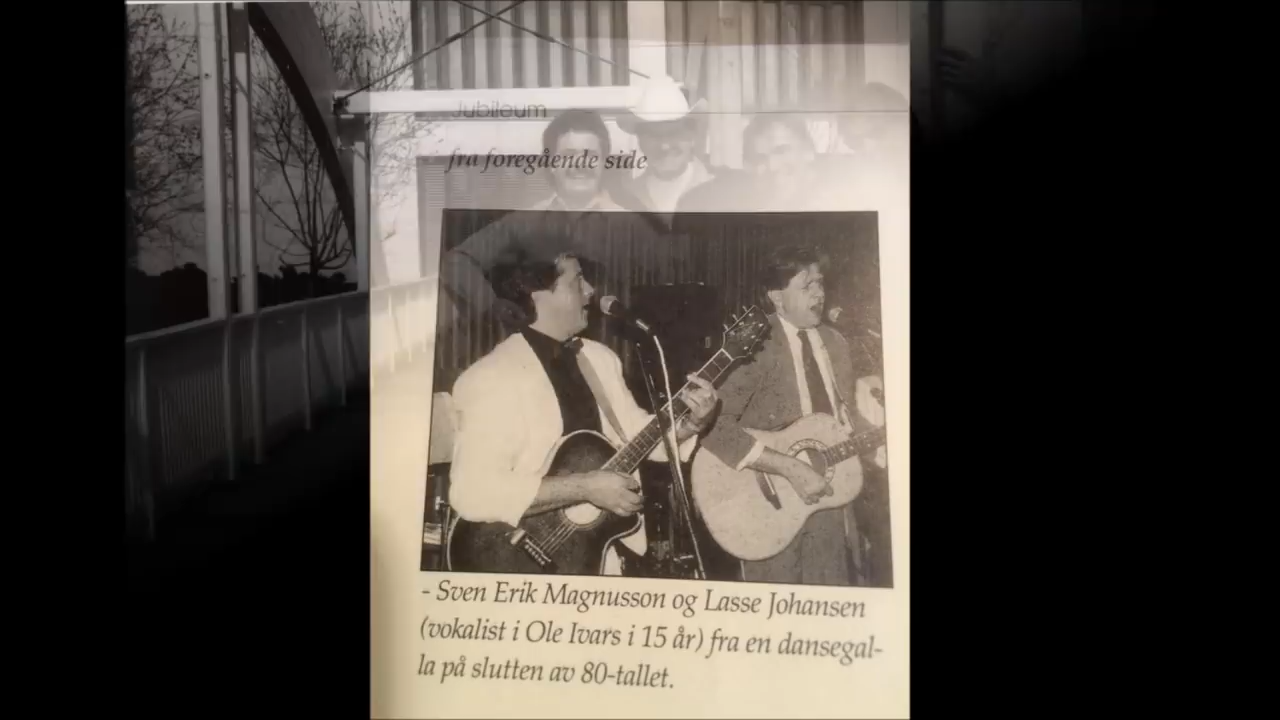 Jubileum
fra foregående side
- Sven Erik Magnusson og Lasse Johansen
(vokalist i Ole Ivars i 15 år) fra en dansegal-
la på slutten av 80-tallet.